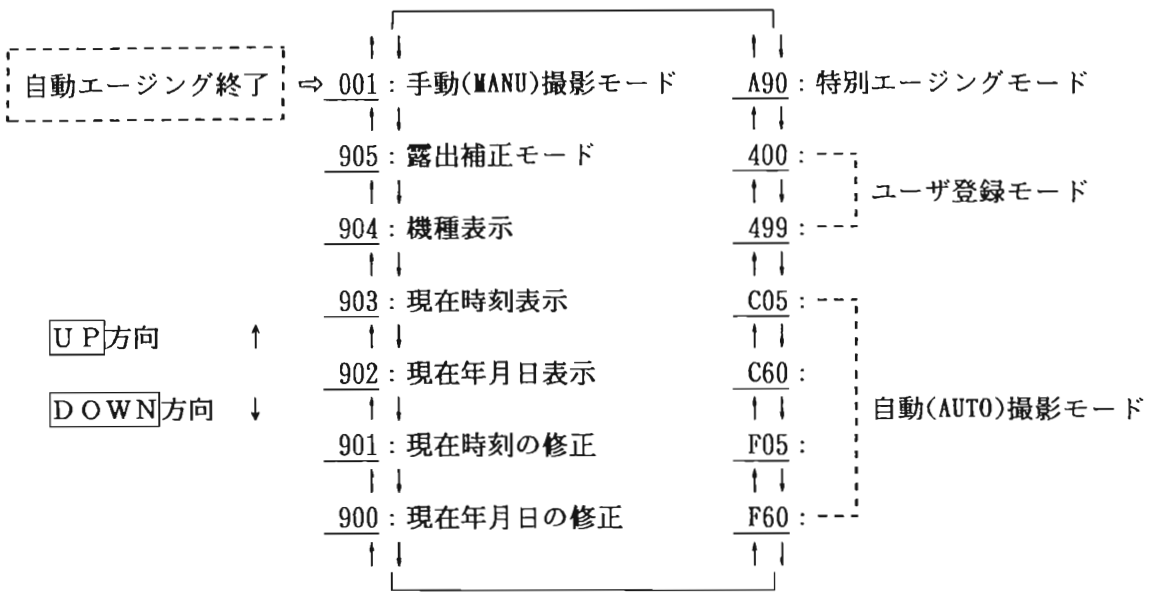 自動エージング終了 ⇨ 001：手動(MANU)撮影モード
905：露出補正モード
904：機種表示
903：現在時刻表示
902：現在年月日表示
901：現在時刻の修正
900：現在年月日の修正
UP方向 ↑
DOWN方向 ↓
A90：特別エージングモード
400：
ユーザ登録モード
499：
C05：
C60：
自動(AUTO)撮影モード
F05：
F60：